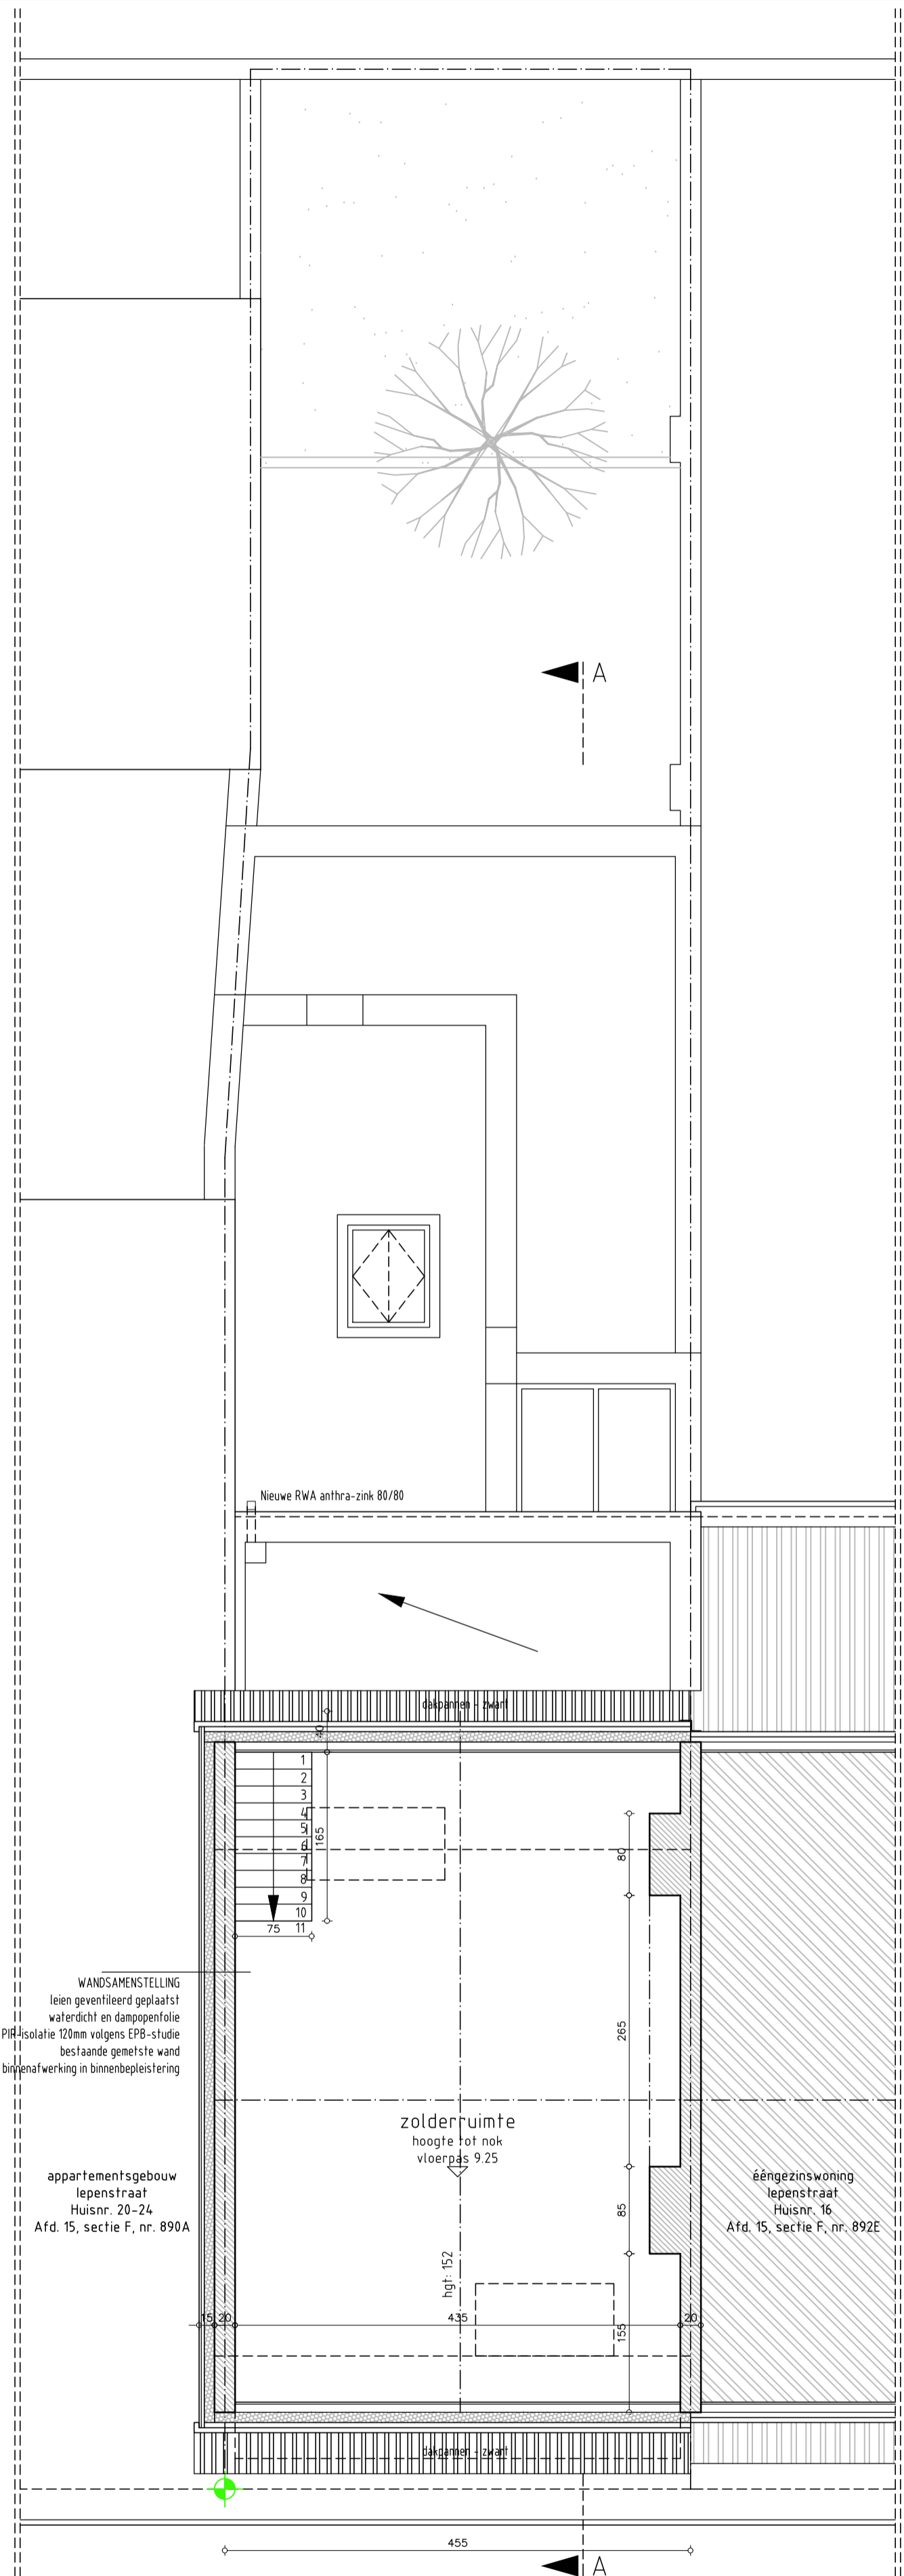 A
Nieuwe RWA anthra-zink 80/80
dakpannen - zwart
40
1
2
3
4
5
6
7
8
9
10
11
165
75
80
WANDSAMENSTELLING
leien geventileerd geplaatst
waterdicht en dampopenfolie
PIR-isolatie 120mm volgens EPB-studie
bestaande gemetste wand
binnenafwerking in binnenbepleistering
265
zolderruimte
hoogte tot nok
vloerpas 9.25
appartementsgebouw
Iepenstraat
Huisnr. 20-24
Afd. 15, sectie F, nr. 890A
ééngezinswoning
Iepenstraat
Huisnr. 16
Afd. 15, sectie F, nr. 892E
85
hgt: 152
15 20 435 20
155
dakpannen - zwart
455
A